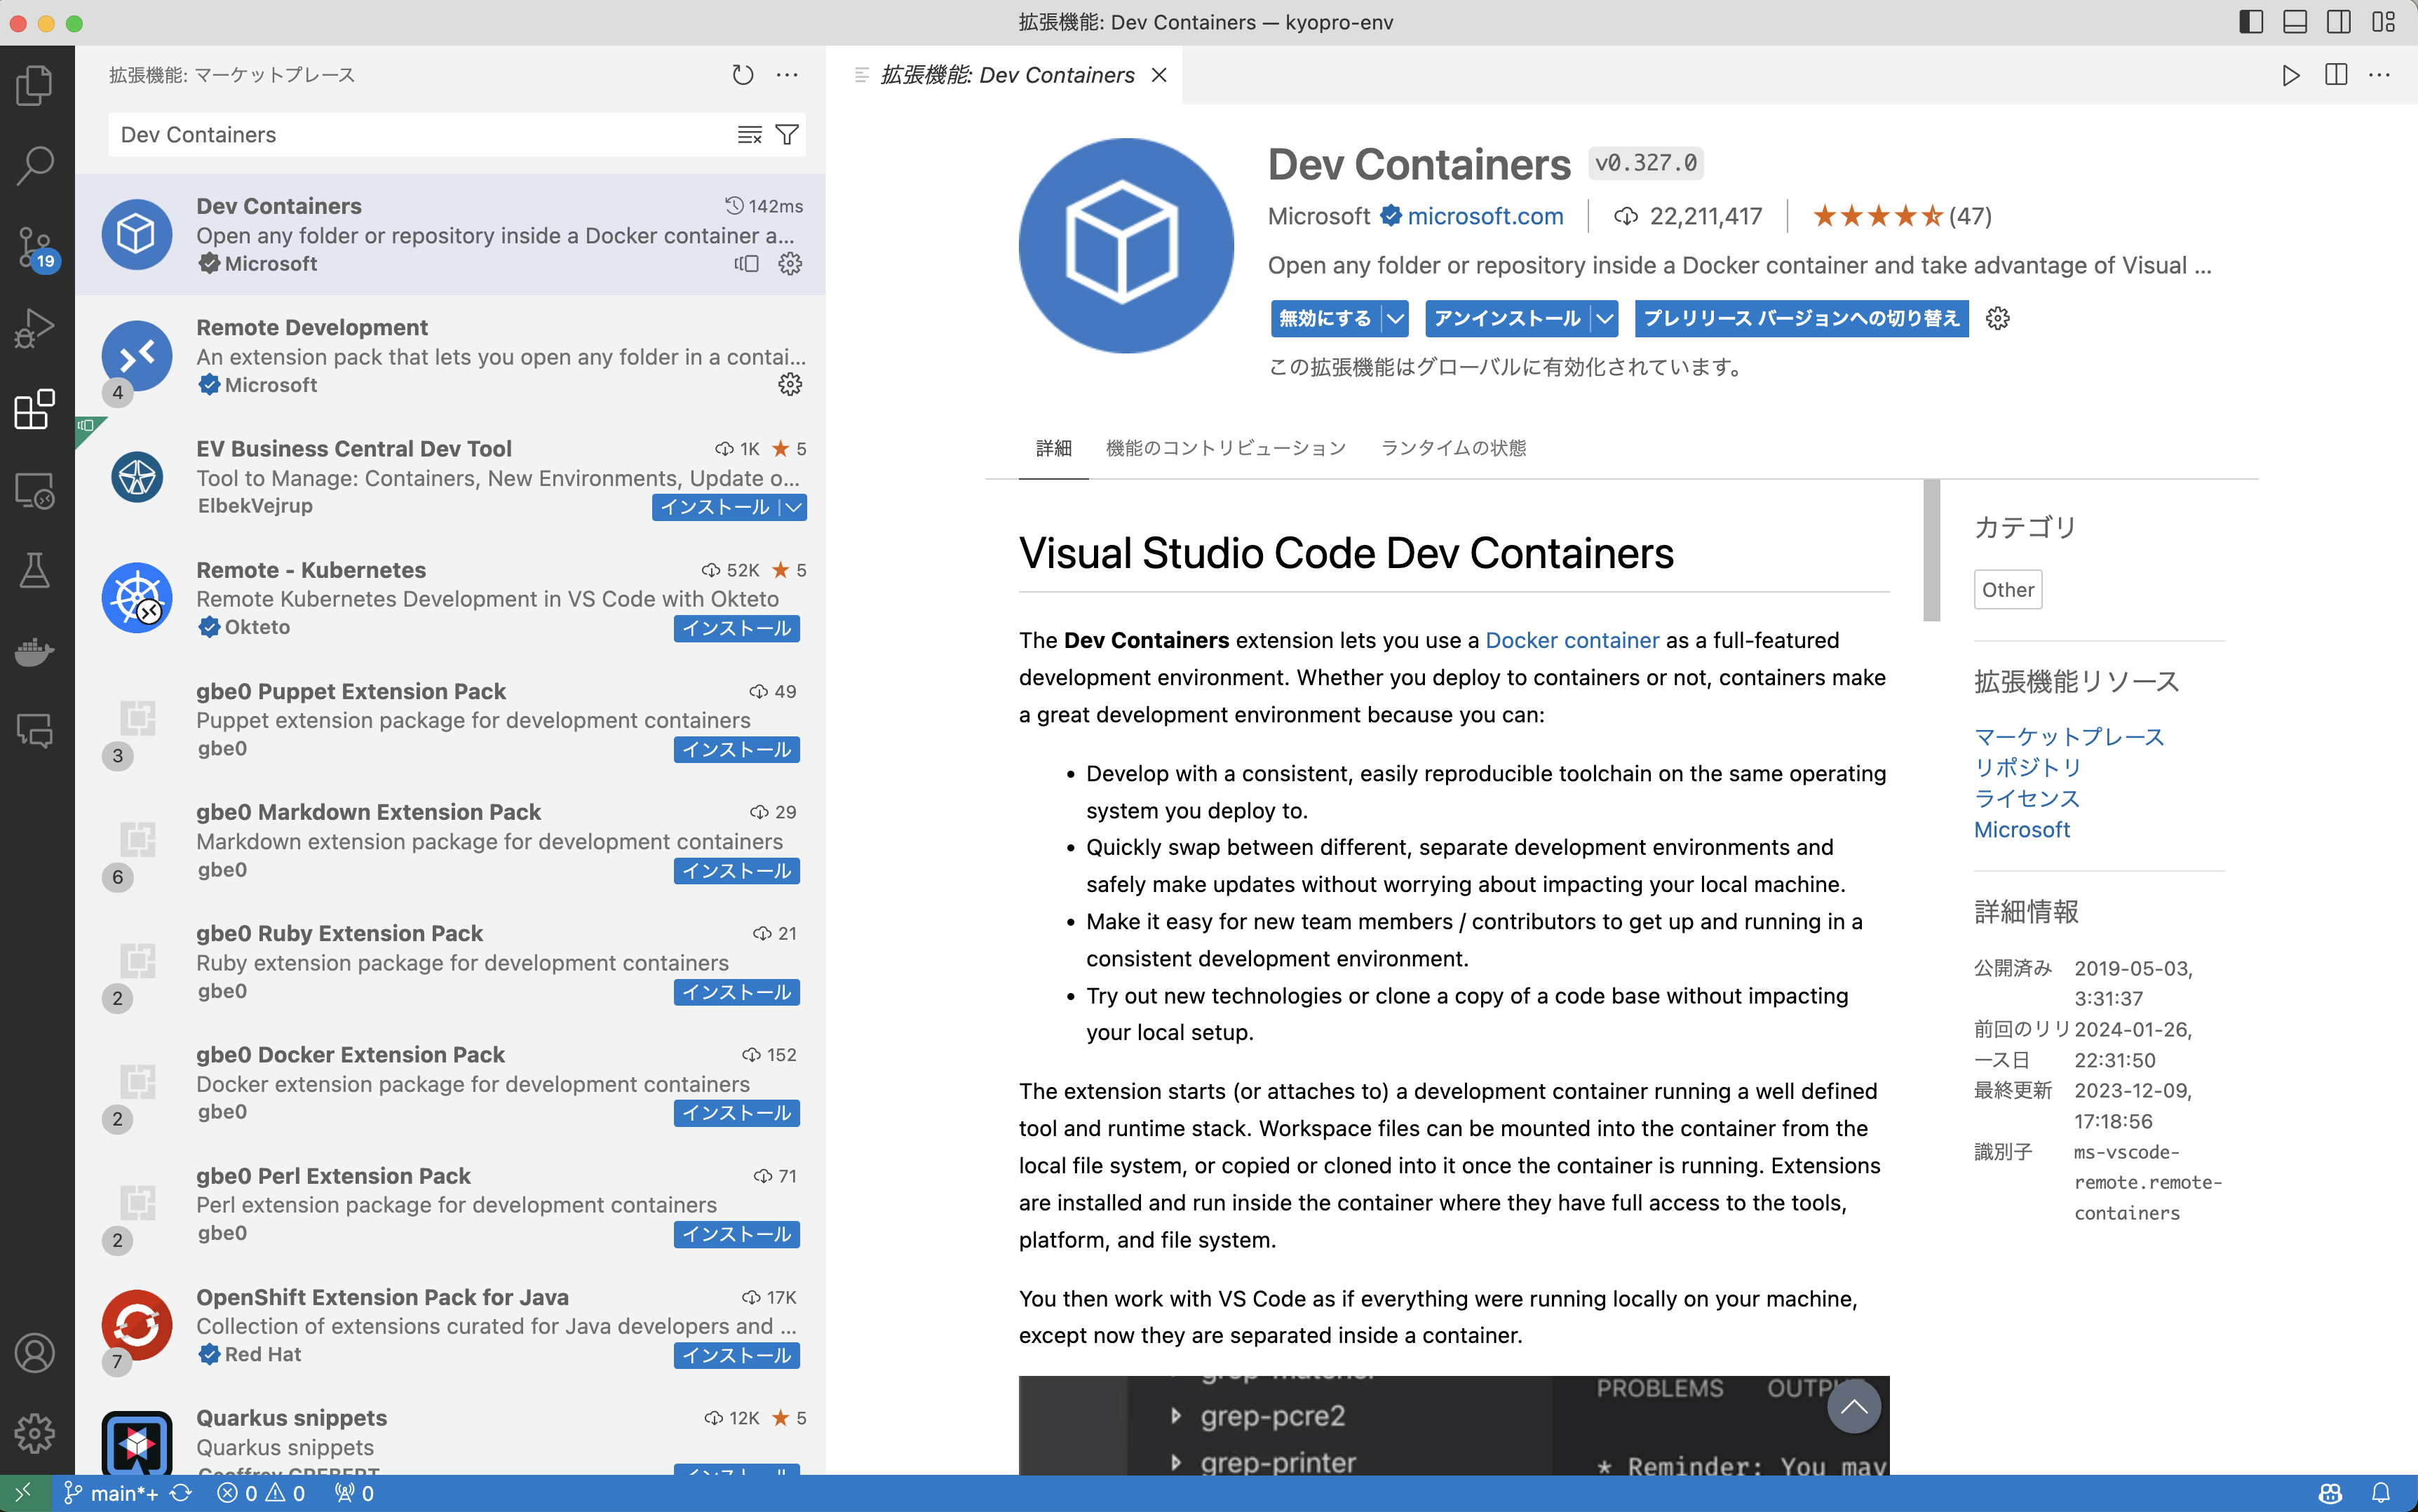 拡張機能: Dev Containers — kyopro-env
拡張機能: マーケットプレース
Dev Containers
19
Dev Containers
142ms
Open any folder or repository inside a Docker container a...
Microsoft
Remote Development
An extension pack that lets you open any folder in a contai...
Microsoft
4
EV Business Central Dev Tool
1K ★ 5
Tool to Manage: Containers, New Environments, Update o...
ElbekVejrup
インストール
Remote - Kubernetes
52K ★ 5
Remote Kubernetes Development in VS Code with Okteto
Okteto
インストール
gbe0 Puppet Extension Pack
49
Puppet extension package for development containers
gbe0
インストール
3
gbe0 Markdown Extension Pack
29
Markdown extension package for development containers
gbe0
インストール
6
gbe0 Ruby Extension Pack
21
Ruby extension package for development containers
gbe0
インストール
2
gbe0 Docker Extension Pack
152
Docker extension package for development containers
gbe0
インストール
2
gbe0 Perl Extension Pack
71
Perl extension package for development containers
gbe0
インストール
2
OpenShift Extension Pack for Java
17K
Collection of extensions curated for Java developers and ...
Red Hat
インストール
7
Quarkus snippets
12K ★ 5
Quarkus snippets
拡張機能: Dev Containers
Dev Containers v0.327.0
Microsoft microsoft.com 22,211,417 (47)
Open any folder or repository inside a Docker container and take advantage of Visual ...
無効にする アンインストール プレリリース バージョンへの切り替え
この拡張機能はグローバルに有効化されています。
詳細 機能のコントリビューション ランタイムの状態
Visual Studio Code Dev Containers
The Dev Containers extension lets you use a Docker container as a full-featured
development environment. Whether you deploy to containers or not, containers make
a great development environment because you can:
• Develop with a consistent, easily reproducible toolchain on the same operating
system you deploy to.
• Quickly swap between different, separate development environments and
safely make updates without worrying about impacting your local machine.
• Make it easy for new team members / contributors to get up and running in a
consistent development environment.
• Try out new technologies or clone a copy of a code base without impacting
your local setup.
The extension starts (or attaches to) a development container running a well defined
tool and runtime stack. Workspace files can be mounted into the container from the
local file system, or copied or cloned into it once the container is running. Extensions
are installed and run inside the container where they have full access to the tools,
platform, and file system.
You then work with VS Code as if everything were running locally on your machine,
except now they are separated inside a container.
PROBLEMS
grep-pcre2
grep-printer
* Reminder: You may
カテゴリ
Other
拡張機能リソース
マーケットプレース
リポジトリ
ライセンス
Microsoft
詳細情報
公開済み 2019-05-03,
3:31:37
前回のリリ 2024-01-26,
ース日 22:31:50
最終更新 2023-12-09,
17:18:56
識別子 ms-vscode-
remote.remote-
containers
main*+ 0 0 0